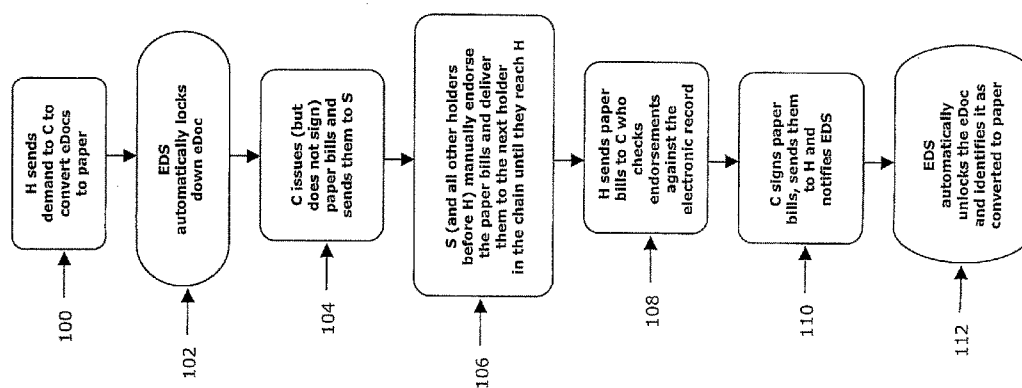 H sends
demand to C to
convert eDocs
to paper
100
EDS
automatically locks
down eDoc
102
C issues (but
does not sign)
paper bills and
sends them to S
104
S (and all other holders
before H) manually endorse
the paper bills and deliver
them to the next holder
in the chain until they reach H
106
H sends paper
bills to C who
checks
endorsements
against the
electronic record
108
C signs paper
bills, sends them
to H and
notifies EDS
110
EDS
automatically
unlocks the eDoc
and identifies it as
converted to paper
112